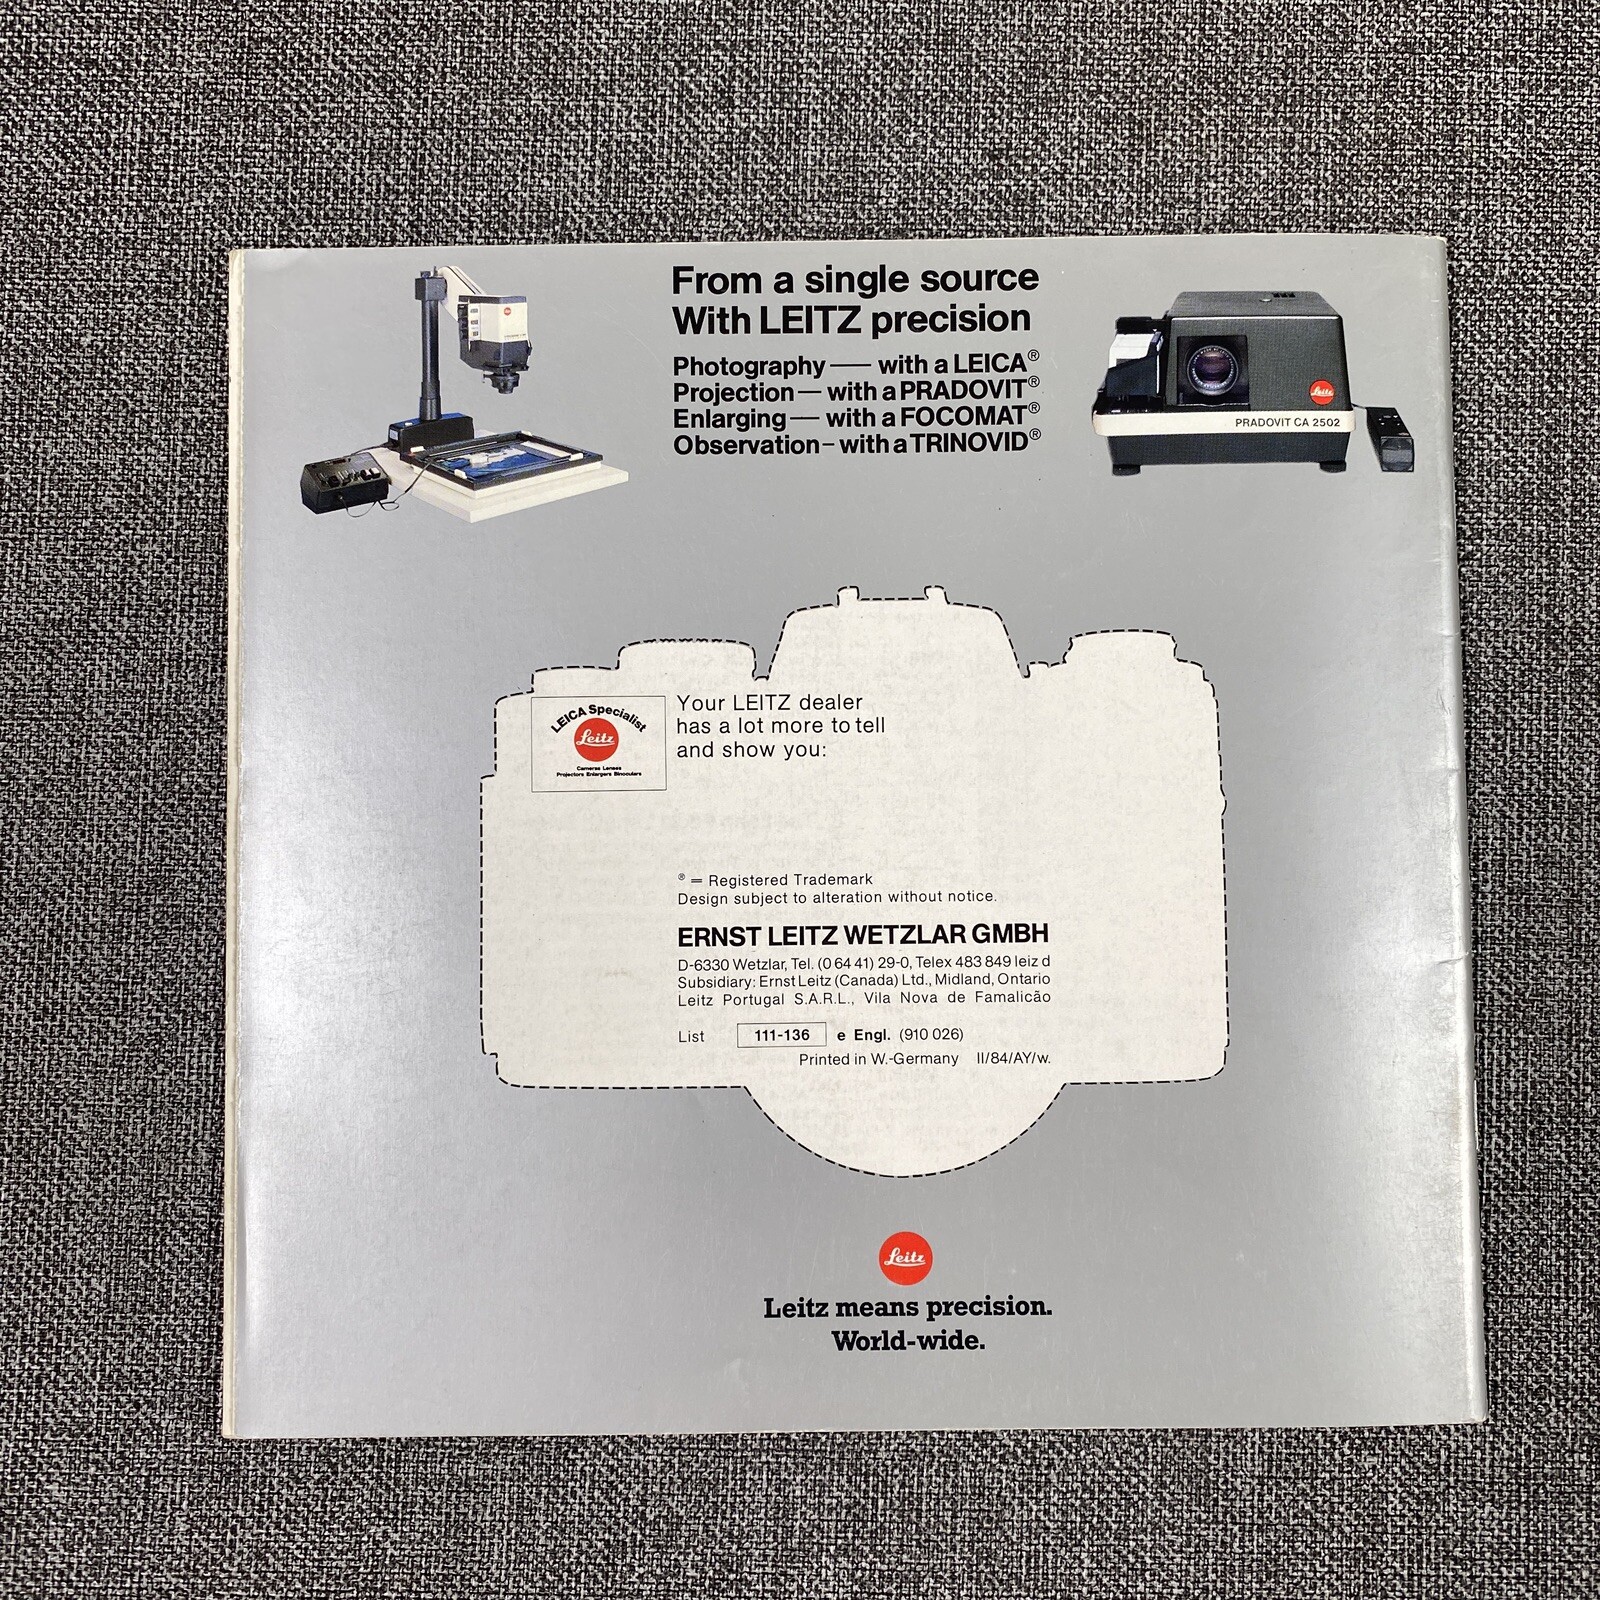 From a single source
With LEITZ precision
Photography — with a LEICA®
Projection — with a PRADOVIT®
Enlarging — with a FOCOMAT®
Observation – with a TRINOVID®
Leitz
PRADOVIT CA 2502
LEICA Specialist
Leitz
Cameras Lenses
Projectors Enlargers Binoculars
Your LEITZ dealer
has a lot more to tell
and show you:
® = Registered Trademark
Design subject to alteration without notice.
ERNST LEITZ WETZLAR GMBH
D-6330 Wetzlar, Tel. (0 64 41) 29-0, Telex 483 849 leiz d
Subsidiary: Ernst Leitz (Canada) Ltd., Midland, Ontario
Leitz Portugal S.A.R.L., Vila Nova de Famalicão
List 111-136 e Engl. (910 026)
Printed in W.-Germany II/84/AY/w.
Leitz
Leitz means precision.
World-wide.